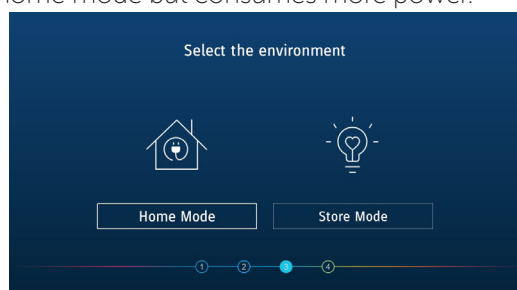 home mode but consumes more power.
Select the environment
Home Mode Store Mode
1 2 3 4